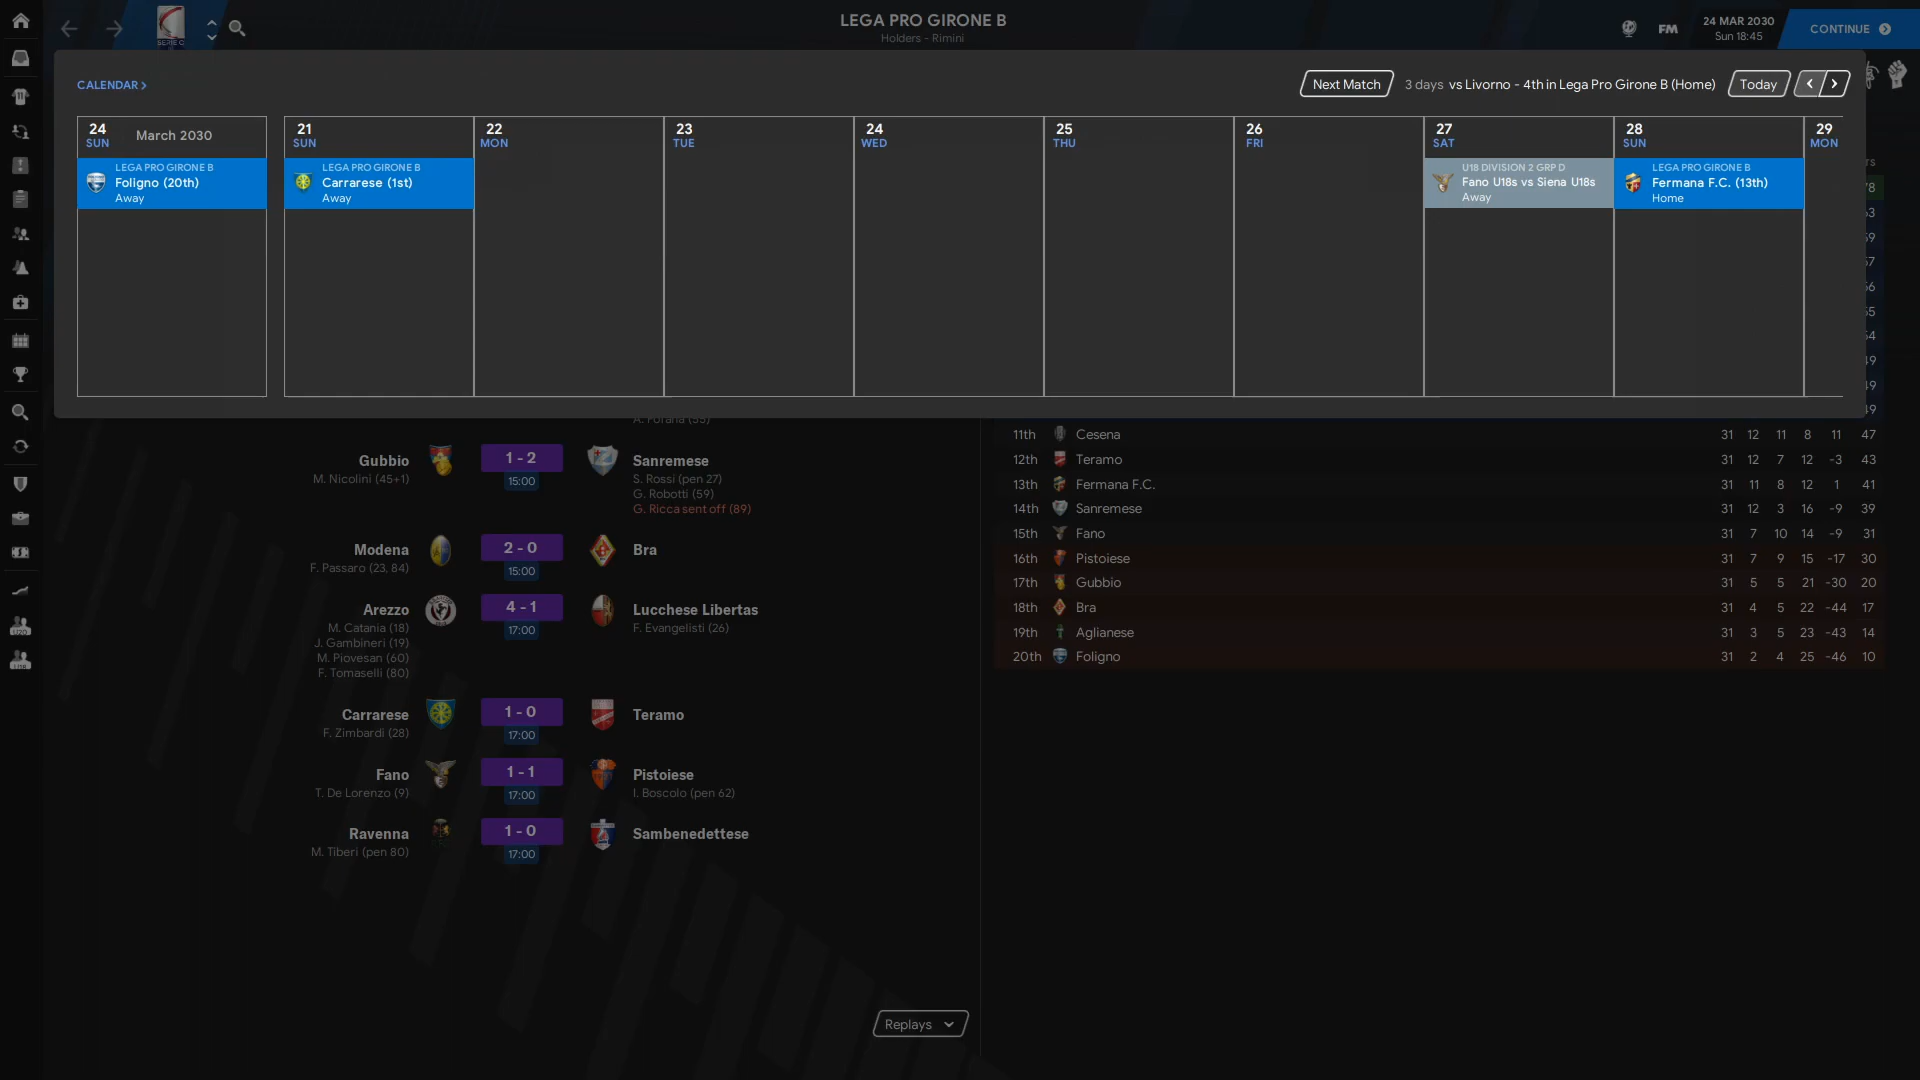 LEGA PRO GIRONE B
Holders - Rimini
SERIE C
FM
24 MAR 2030
Sun 18:45
CONTINUE
CALENDAR
Next Match
3 days vs Livorno - 4th in Lega Pro Girone B (Home)
Today
24 March 2030
SUN
LEGA PRO GIRONE B
Foligno (20th)
Away
21
SUN
LEGA PRO GIRONE B
Carrarese (1st)
Away
22
MON
23
TUE
24
WED
25
THU
26
FRI
27
SAT
U18 DIVISION 2 GRP D
Fano U18s vs Siena U18s
Away
28
SUN
LEGA PRO GIRONE B
Fermana F.C. (13th)
Home
29
MON
Gubbio 1 - 2 Sanremese
M. Nicolini (45+1) 15:00 S. Rossi (pen 27)
G. Robotti (59)
G. Ricca sent off (89)
Modena 2 - 0 Bra
F. Passaro (23, 84) 15:00
Arezzo 4 - 1 Lucchese Libertas
M. Catania (18) 17:00 F. Evangelisti (26)
J. Gambineri (19)
M. Piovesan (60)
F. Tomaselli (80)
Carrarese 1 - 0 Teramo
F. Zimbardi (28) 17:00
Fano 1 - 1 Pistoiese
T. De Lorenzo (9) 17:00 I. Boscolo (pen 62)
Ravenna 1 - 0 Sambenedettese
M. Tiberi (pen 80) 17:00
Replays
11th Cesena 31 12 11 8 11 47
12th Teramo 31 12 7 12 -3 43
13th Fermana F.C. 31 11 8 12 1 41
14th Sanremese 31 12 3 16 -9 39
15th Fano 31 7 10 14 -9 31
16th Pistoiese 31 7 9 15 -17 30
17th Gubbio 31 5 5 21 -30 20
18th Bra 31 4 5 22 -44 17
19th Aglianese 31 3 5 23 -43 14
20th Foligno 31 2 4 25 -46 10